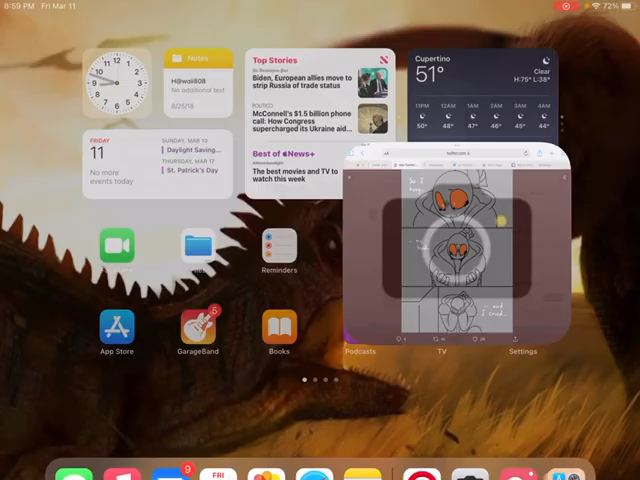 8:59 PM Fri Mar 11
72%
Notes
H@waii808
No additional text
8/25/18
Top Stories
Biden, European allies move to
strip Russia of trade status
POLITICO
McConnell's $1.5 billion phone
call: How Congress
supercharged its Ukraine aid...
Best of News+
The best movies and TV to
watch this week
Cupertino
51°
Clear
H:75° L:38°
11PM 12AM 1AM 2AM 3AM 4AM
50° 48° 47° 46° 45° 44°
FRIDAY
11
No more
events today
SUNDAY, MAR 13
Daylight Saving...
THURSDAY, MAR 17
St. Patrick's Day
So I
... and
I cried...
Reminders
5
App Store
GarageBand
Books
Podcasts
TV
Settings
9
FRI